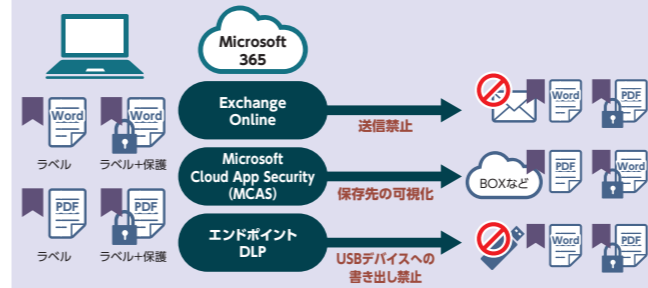 Microsoft
365
Word
Word
ラベル
ラベル+保護
PDF
PDF
ラベル
ラベル+保護
Exchange
Online
送信禁止
Word
PDF
Microsoft
Cloud App Security
(MCAS)
保存先の可視化
BOXなど
PDF
Word
エンドポイント
DLP
USBデバイスへの
書き出し禁止
Word
PDF